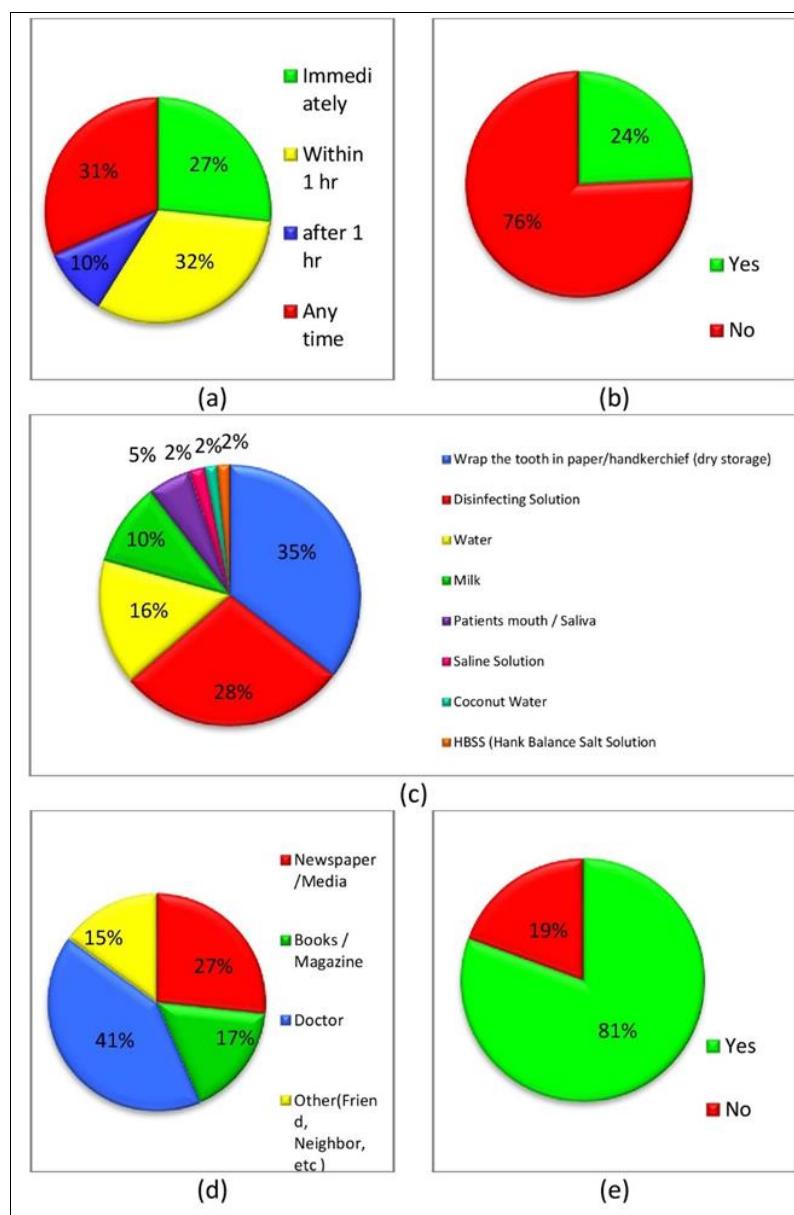 Immedi
ately
Within
1 hr
after 1
hr
Any
time
31%
27%
10%
32%
(a)
24%
76%
Yes
No
(b)
5%
2%
2%
2%
10%
35%
16%
28%
Wrap the tooth in paper/handkerchief (dry storage)
Disinfecting Solution
Water
Milk
Patients mouth / Saliva
Saline Solution
Coconut Water
HBSS (Hank Balance Salt Solution
(c)
15%
27%
41%
17%
Newspaper
/Media
Books /
Magazine
Doctor
Other(Frien
d,
Neighbor,
etc )
(d)
19%
81%
Yes
No
(e)